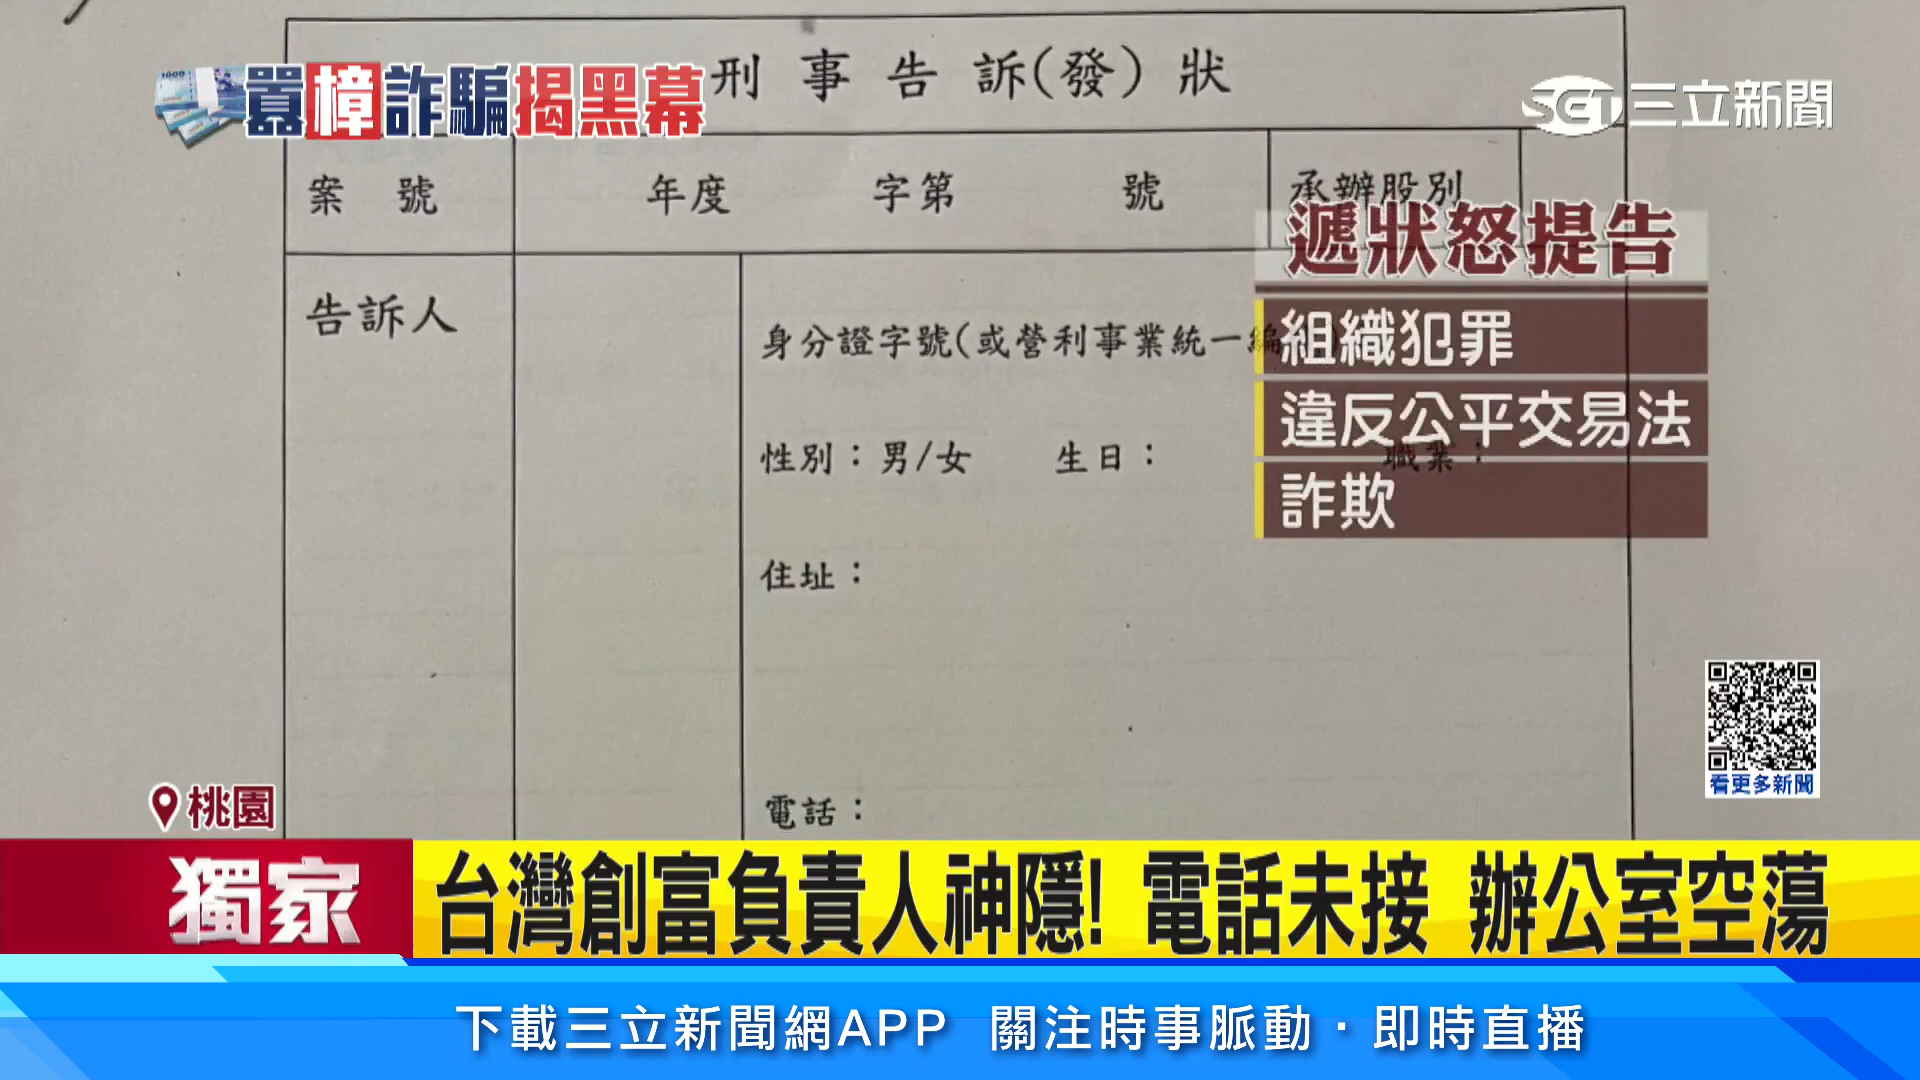 刑事告訴(發)狀
囂樟詐騙揭黑幕
SET三立新聞
案號 年度 字第 號 承辦股別
遞狀怒提告
告訴人
身分證字號(或營利事業統一編
組織犯罪
違反公平交易法
性別：男/女 生日： 職業：
詐欺
住址：
電話：
看更多新聞
桃園
獨家
台灣創富負責人神隱! 電話未接 辦公室空蕩
下載三立新聞網APP 關注時事脈動・即時直播